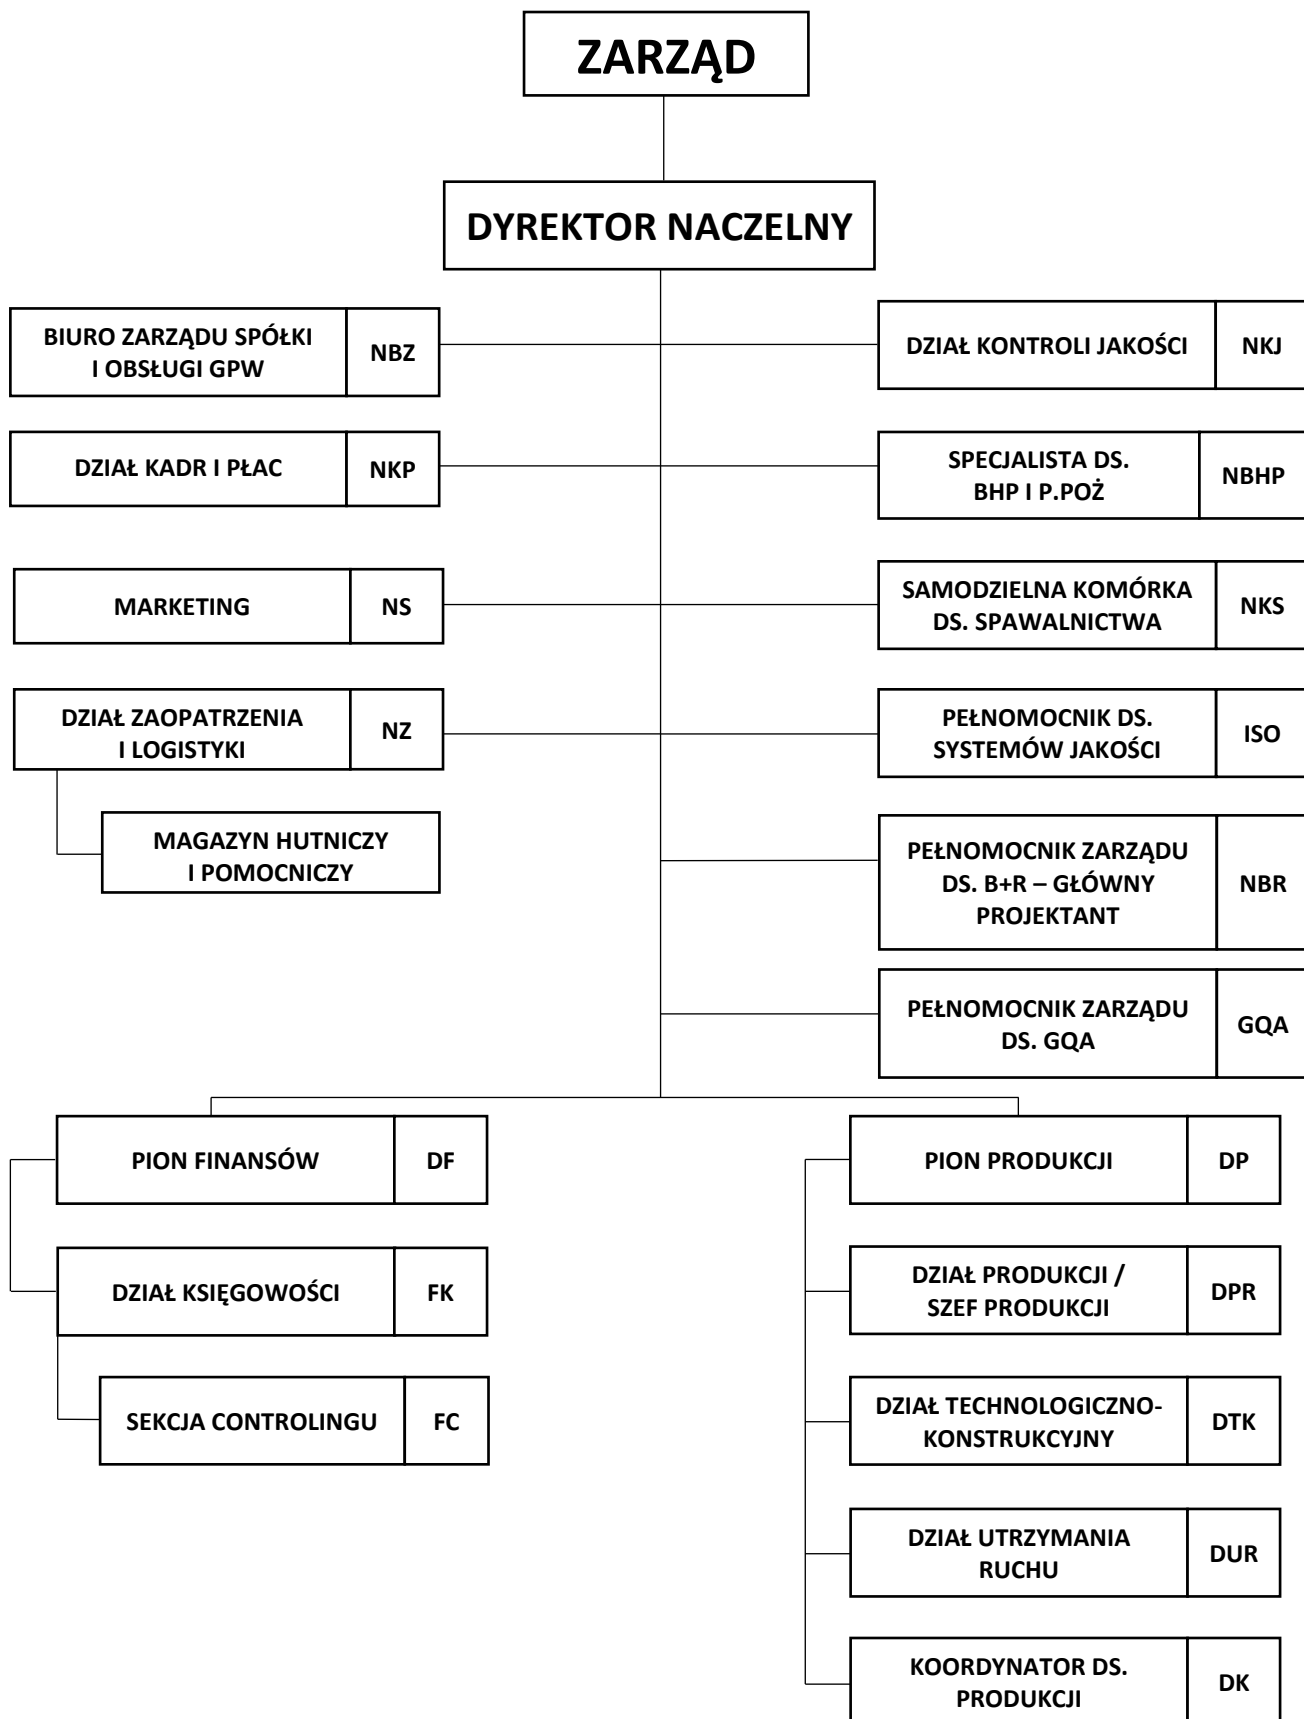 ZARZĄD
DYREKTOR NACZELNY
BIURO ZARZĄDU SPÓŁKI
I OBSŁUGI GPW
NBZ
DZIAŁ KONTROLI JAKOŚCI
NKJ
DZIAŁ KADR I PŁAC
NKP
SPECJALISTA DS.
BHP I P.POŻ
NBHP
MARKETING
NS
SAMODZIELNA KOMÓRKA
DS. SPAWALNICTWA
NKS
DZIAŁ ZAOPATRZENIA
I LOGISTYKI
NZ
PEŁNOMOCNIK DS.
SYSTEMÓW JAKOŚCI
ISO
MAGAZYN HUTNICZY
I POMOCNICZY
PEŁNOMOCNIK ZARZĄDU
DS. B+R – GŁÓWNY
PROJEKTANT
NBR
PEŁNOMOCNIK ZARZĄDU
DS. GQA
GQA
PION FINANSÓW
DF
PION PRODUKCJI
DP
DZIAŁ KSIĘGOWOŚCI
FK
DZIAŁ PRODUKCJI /
SZEF PRODUKCJI
DPR
SEKCJA CONTROLINGU
FC
DZIAŁ TECHNOLOGICZNO-
KONSTRUKCYJNY
DTK
DZIAŁ UTRZYMANIA
RUCHU
DUR
KOORDYNATOR DS.
PRODUKCJI
DK